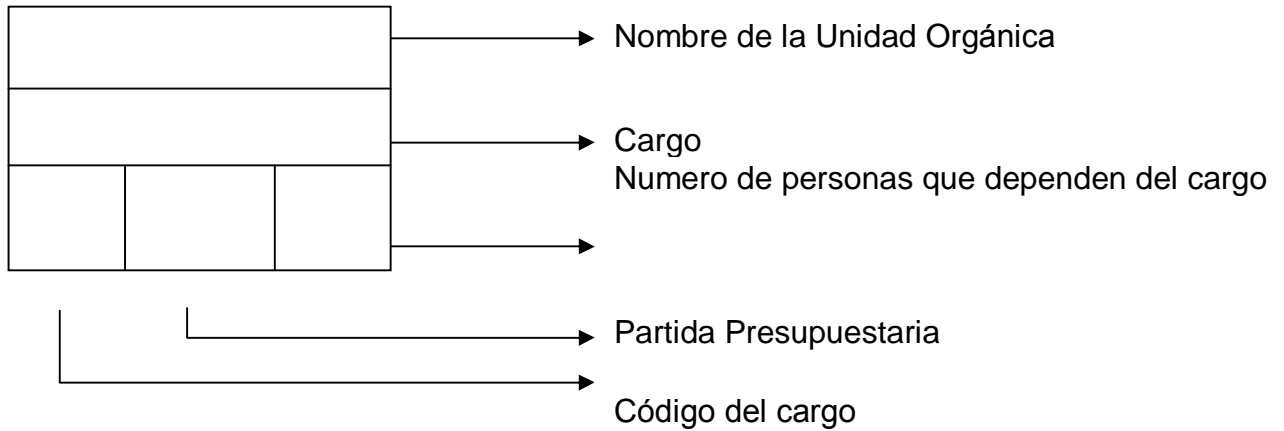 Nombre de la Unidad Orgánica
Cargo
Numero de personas que dependen del cargo
Partida Presupuestaria
Código del cargo